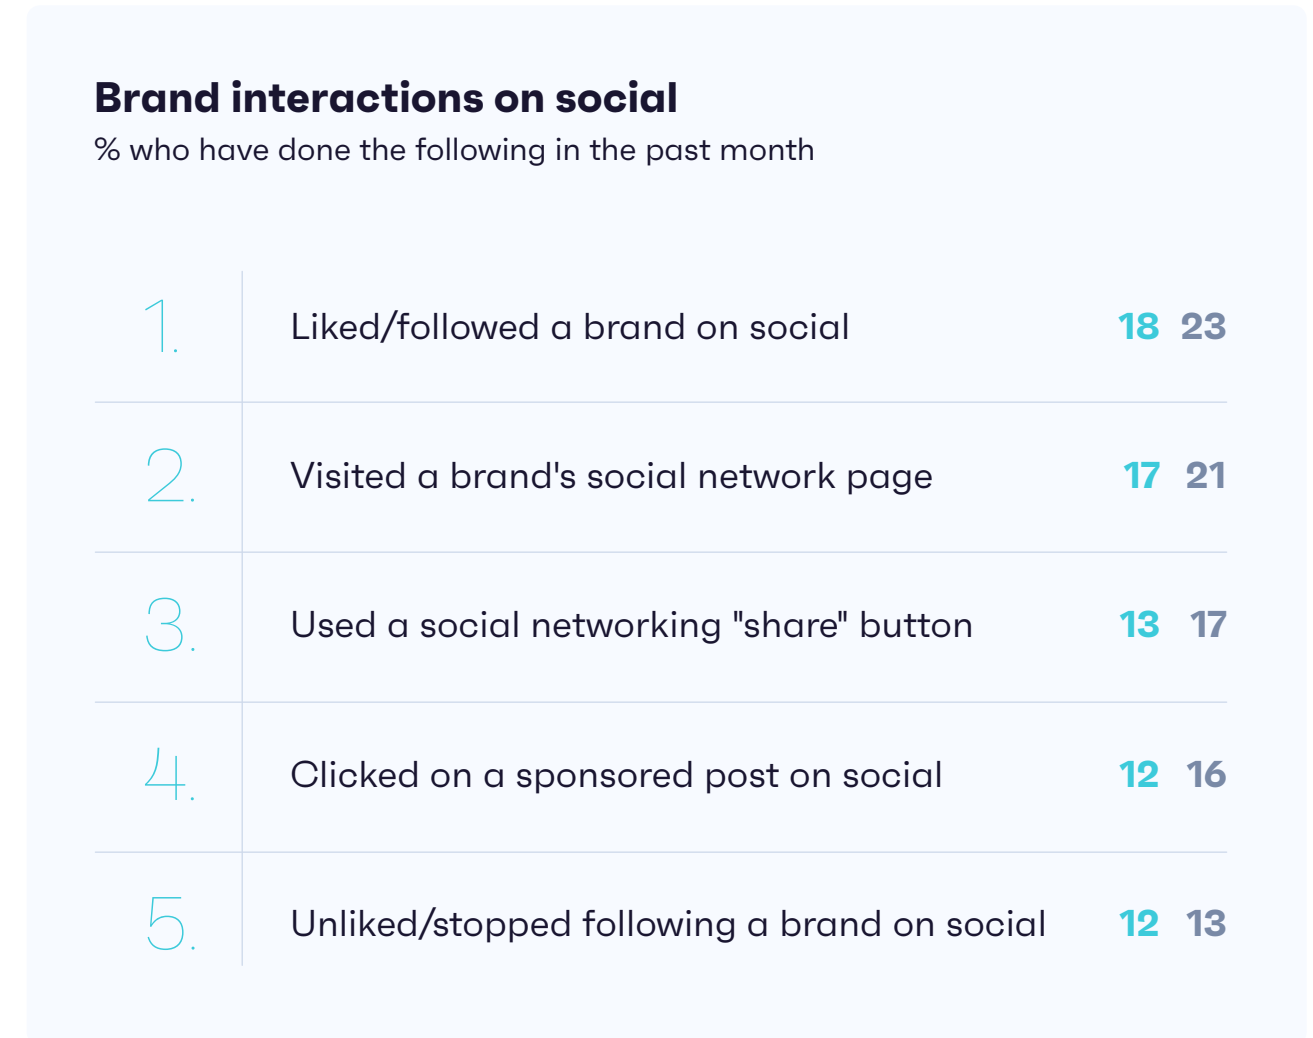 Brand interactions on social
% who have done the following in the past month
1. Liked/followed a brand on social 18 23
2. Visited a brand's social network page 17 21
3. Used a social networking "share" button 13 17
4. Clicked on a sponsored post on social 12 16
5. Unliked/stopped following a brand on social 12 13